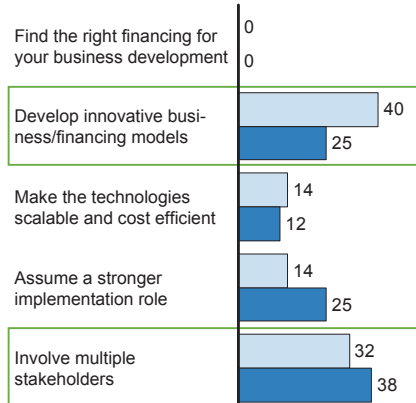 Find the right financing for
your business development
0
0
Develop innovative busi-
ness/financing models
40
25
Make the technologies
scalable and cost efficient
14
12
Assume a stronger
implementation role
14
25
Involve multiple
stakeholders
32
38